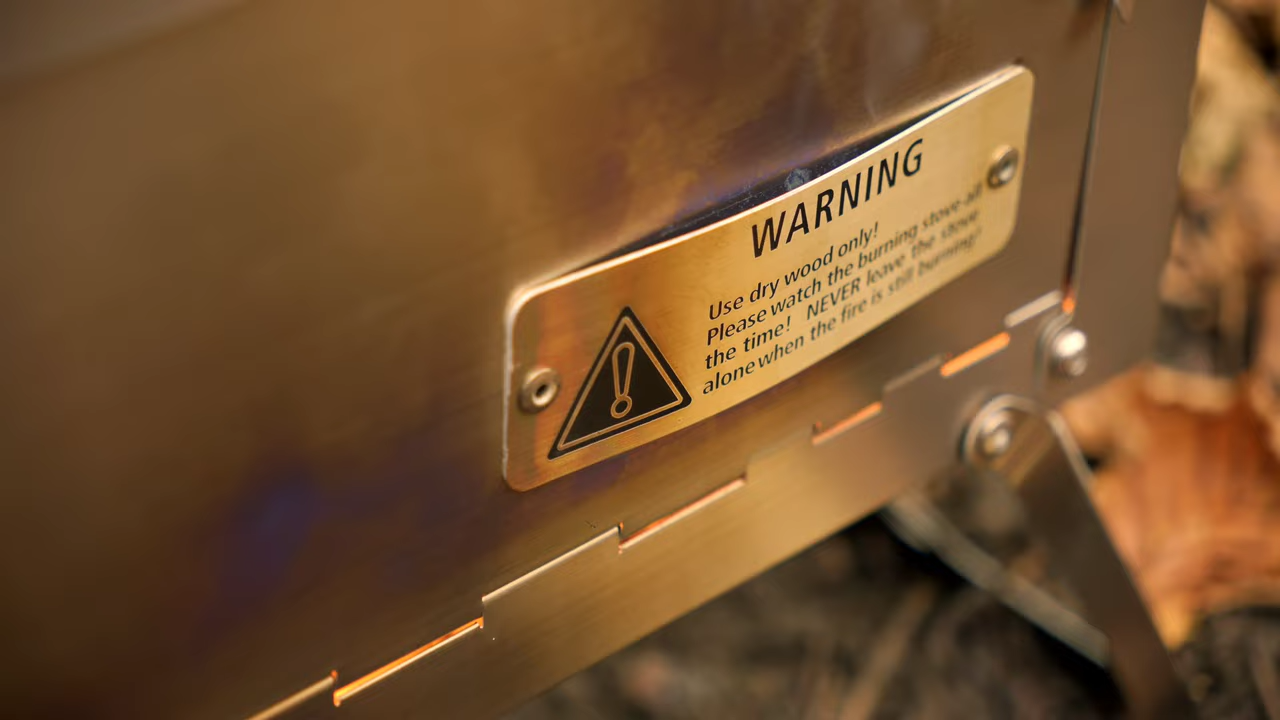 WARNING
Use dry wood only!
Please watch the burning stove all
the time! NEVER leave the stove
alone when the fire is still burning!